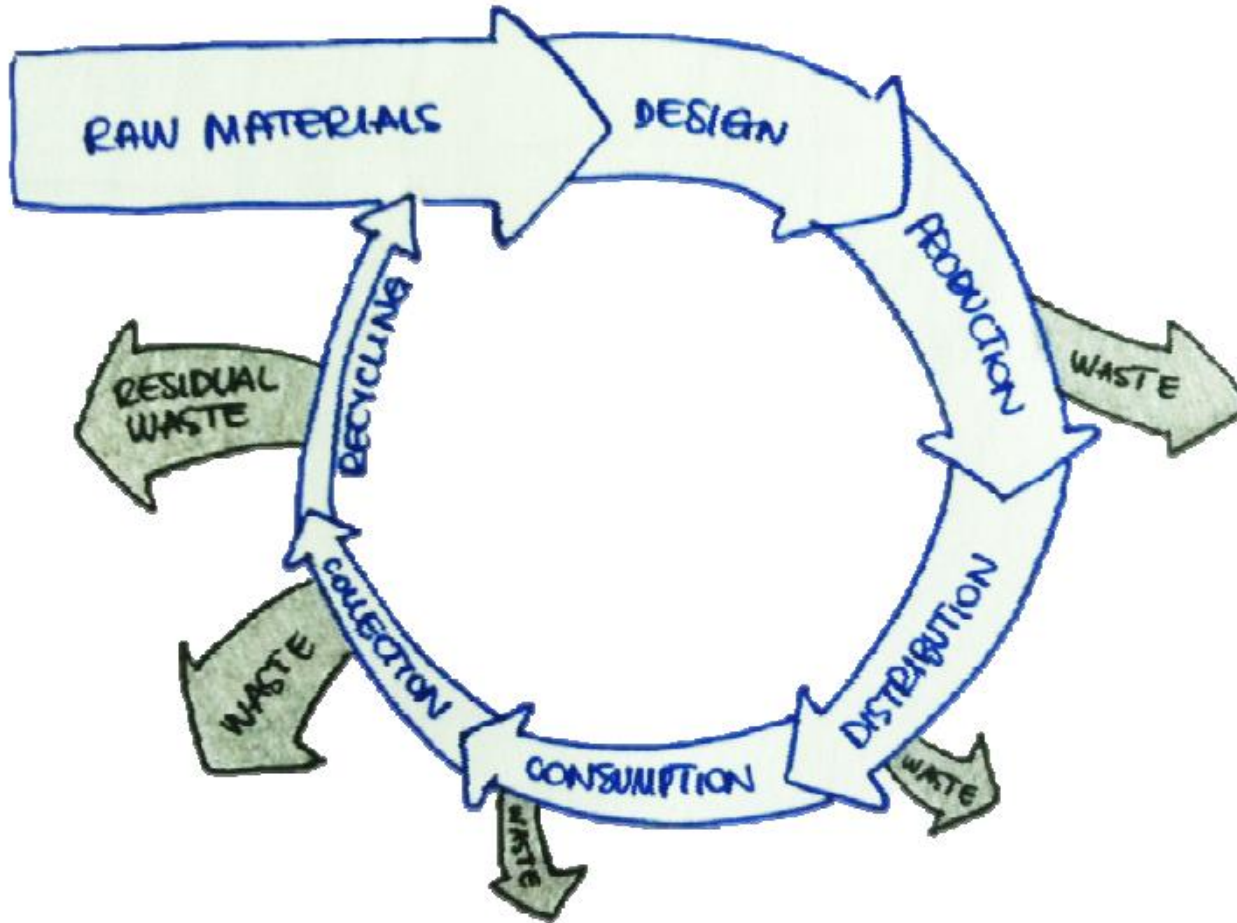 RAW MATERIALS
DESIGN
PRODUCTION
WASTE
DISTRIBUTION
WASTE
CONSUMPTION
WASTE
COLLECTION
WASTE
RECYCLING
RESIDUAL
WASTE